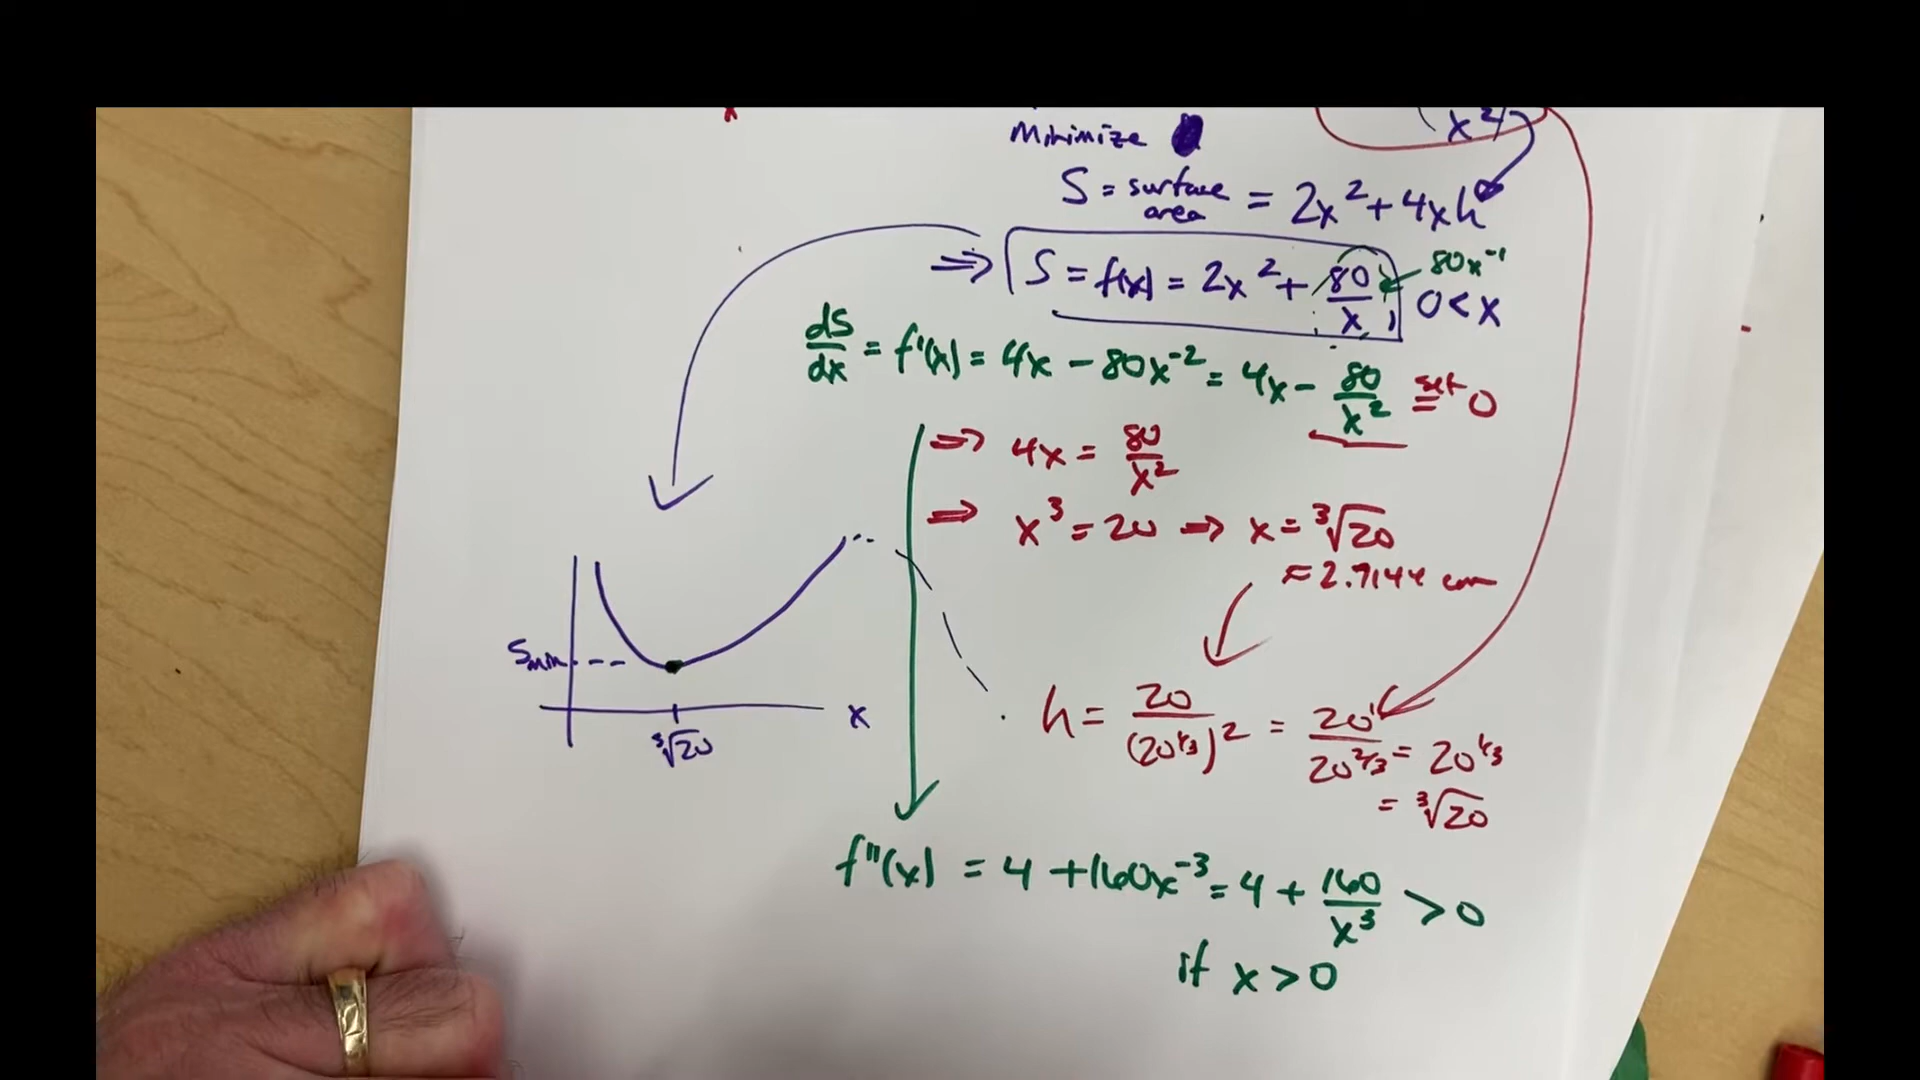 x²
Minimize
S = surface area = 2x² + 4xh
⇒ S = f(x) = 2x² + 80/x, 0 < x
80x⁻¹
dS/dx = f'(x) = 4x − 80x⁻² = 4x − 80/x² set = 0
⇒ 4x = 80/x²
⇒ x³ = 20 ⇒ x = ∛20
≈ 2.7144 cm
Smin
x
∛20
h = 20/(20^1/3)² = 20¹/20^2/3 = 20^1/3
= ∛20
f''(x) = 4 + 160x⁻³ = 4 + 160/x³ > 0
if x > 0